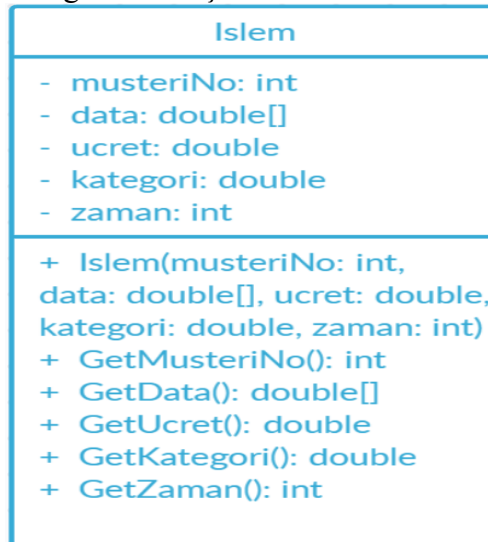 Islem
- musteriNo: int
- data: double[]
- ucret: double
- kategori: double
- zaman: int
+ Islem(musteriNo: int,
data: double[], ucret: double,
kategori: double, zaman: int)
+ GetMusteriNo(): int
+ GetData(): double[]
+ GetUcret(): double
+ GetKategori(): double
+ GetZaman(): int